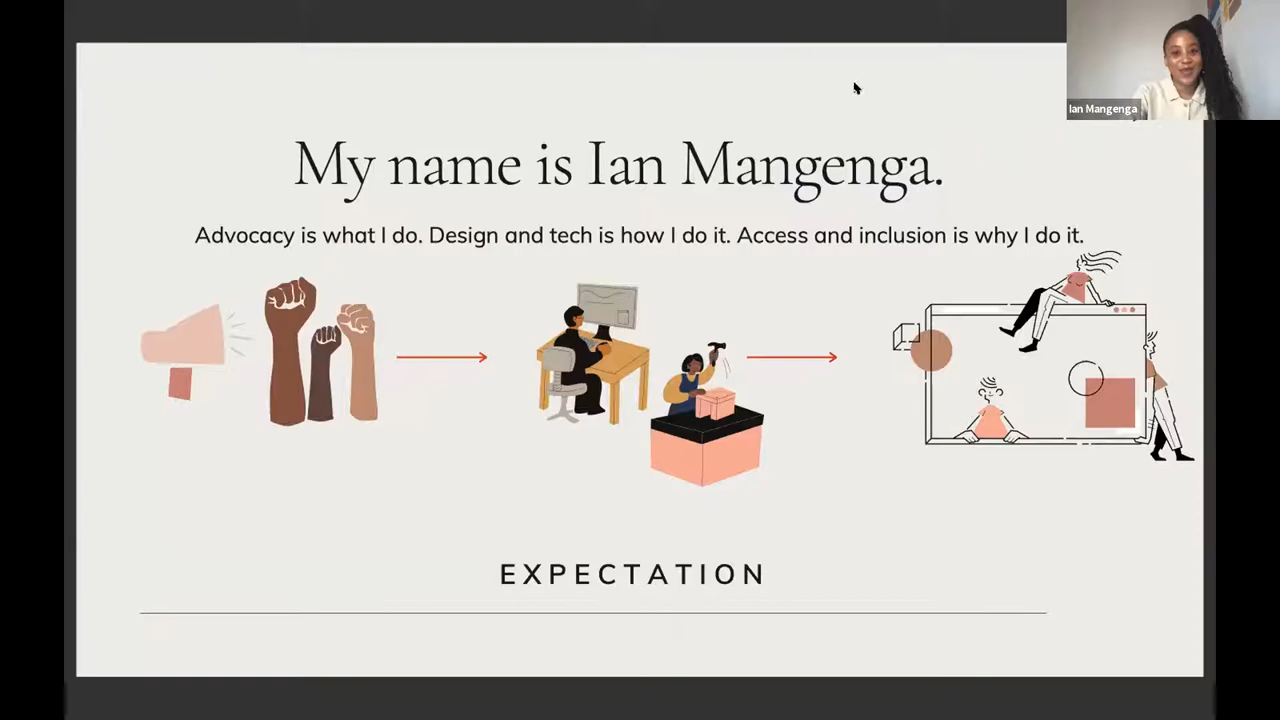 Ian Mangenga
My name is Ian Mangenga.
Advocacy is what I do. Design and tech is how I do it. Access and inclusion is why I do it.
EXPECTATION